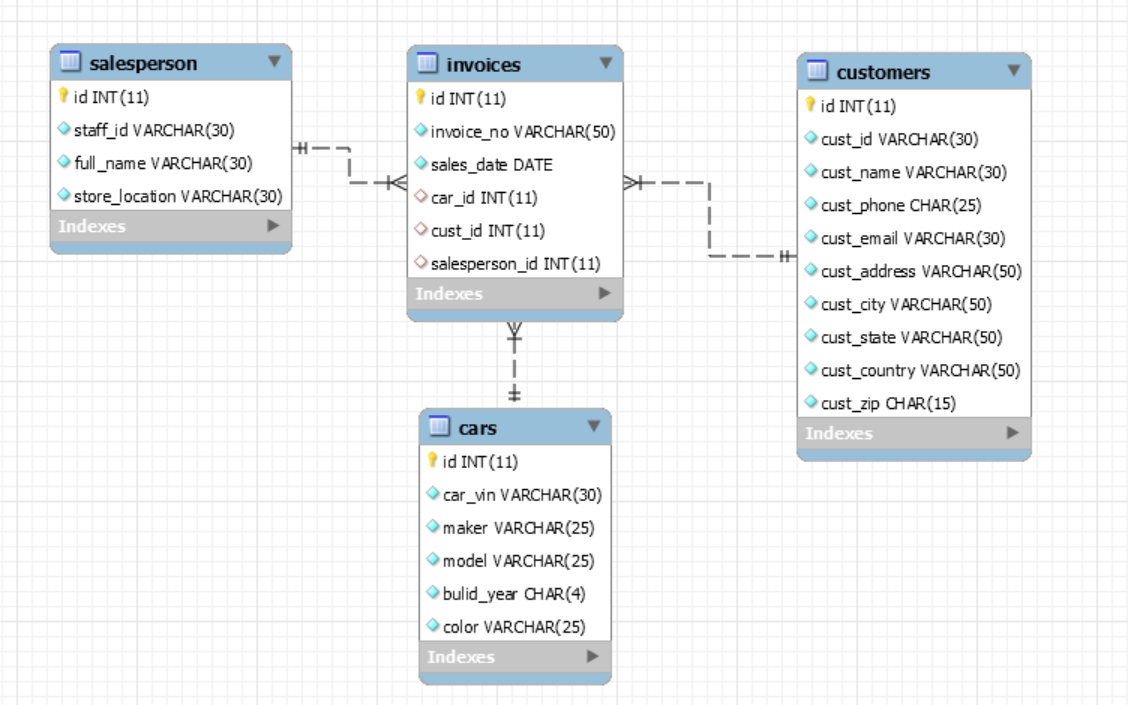 salesperson
id INT(11)
staff_id VARCHAR(30)
full_name VARCHAR(30)
store_location VARCHAR(30)
Indexes
invoices
id INT(11)
invoice_no VARCHAR(50)
sales_date DATE
car_id INT(11)
cust_id INT(11)
salesperson_id INT(11)
Indexes
customers
id INT(11)
cust_id VARCHAR(30)
cust_name VARCHAR(30)
cust_phone CHAR(25)
cust_email VARCHAR(30)
cust_address VARCHAR(50)
cust_city VARCHAR(50)
cust_state VARCHAR(50)
cust_country VARCHAR(50)
cust_zip CHAR(15)
Indexes
cars
id INT(11)
car_vin VARCHAR(30)
maker VARCHAR(25)
model VARCHAR(25)
bulid_year CHAR(4)
color VARCHAR(25)
Indexes